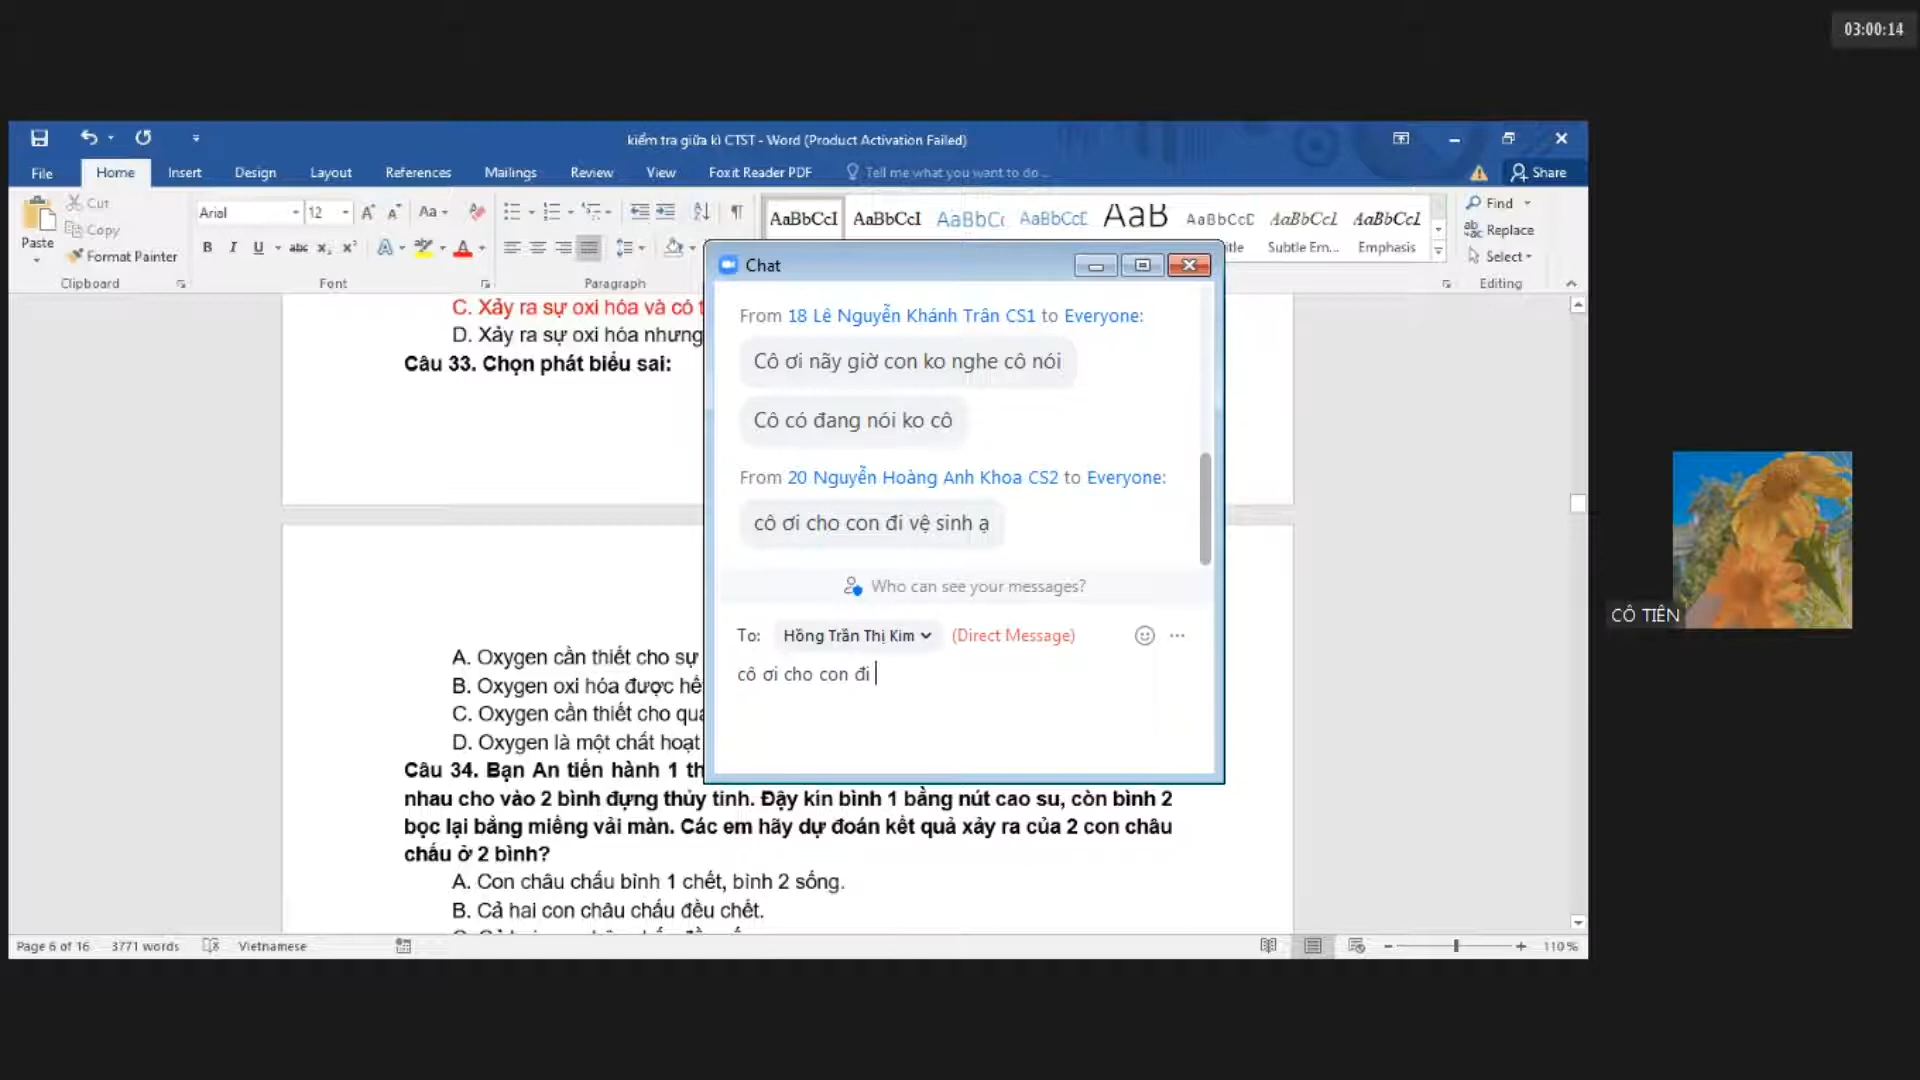 03:00:14
kiểm tra giữa kì CTST - Word (Product Activation Failed)
File Home Insert Design Layout References Mailings Review View Foxit Reader PDF Tell me what you want to do... Share
Paste
Cut
Copy
Format Painter
Clipboard
Arial 12
Font
Paragraph
AaBbCcI AaBbCcI AaBbCc AaBbCcE AaB AaBbCcD AaBbCcI AaBbCcI
Subtle Em... Emphasis
Find
Replace
Select
Editing
C. Xảy ra sự oxi hóa và có
D. Xảy ra sự oxi hóa nhưng
Câu 33. Chọn phát biểu sai:
A. Oxygen cần thiết cho sự
B. Oxygen oxi hóa được
C. Oxygen cần thiết cho
D. Oxygen là một chất hoạt
Câu 34. Bạn An tiến hành 1
nhau cho vào 2 bình đựng thủy tinh. Đậy kín bình 1 bằng nút cao su, còn bình 2
bọc lại bằng miếng vải màn. Các em hãy dự đoán kết quả xảy ra của 2 con châu
chấu ở 2 bình?
A. Con châu chấu bình 1 chết, bình 2 sống.
B. Cả hai con châu chấu đều chết.
Chat
From 18 Lê Nguyễn Khánh Trân CS1 to Everyone:
Cô ơi nãy giờ con ko nghe cô nói
Cô có đang nói ko cô
From 20 Nguyễn Hoàng Anh Khoa CS2 to Everyone:
cô ơi cho con đi vệ sinh ạ
Who can see your messages?
To: Hồng Trần Thị Kim (Direct Message)
cô ơi cho con đi
CÔ TIÊN
Page 6 of 16 3771 words Vietnamese 110%